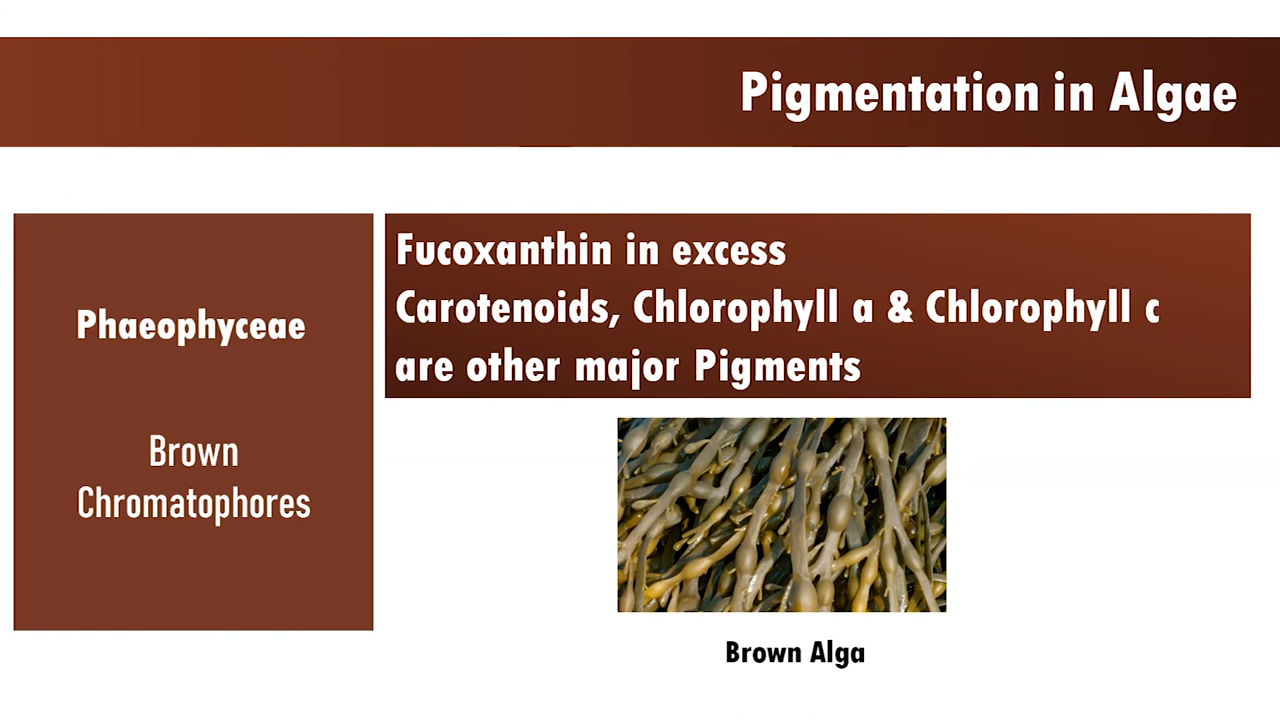 Pigmentation in Algae
Phaeophyceae
Brown
Chromatophores
Fucoxanthin in excess
Carotenoids, Chlorophyll a & Chlorophyll c
are other major Pigments
Brown Alga